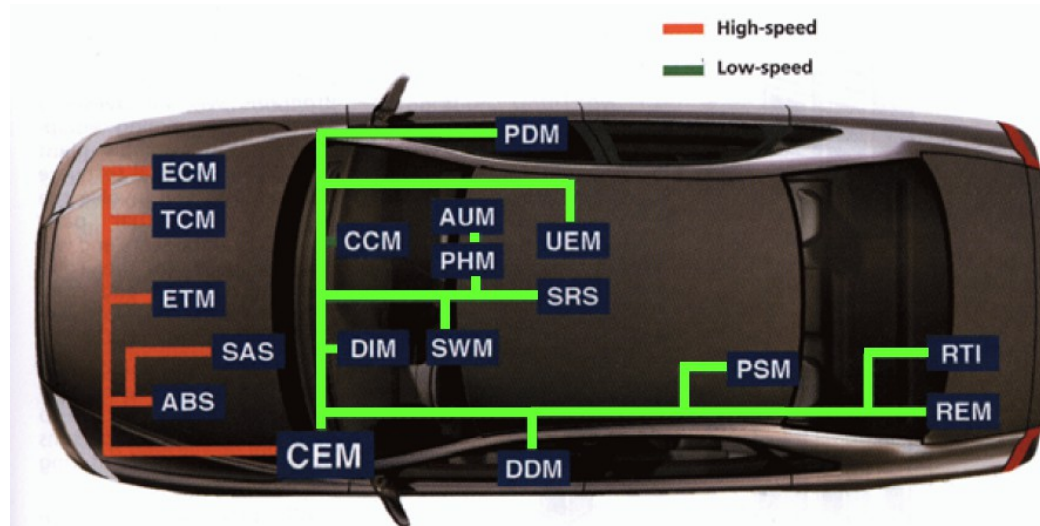 High-speed
Low-speed
PDM
ECM
TCM
AUM
CCM
UEM
PHM
ETM
SRS
SAS
DIM
SWM
PSM
RTI
ABS
REM
CEM
DDM